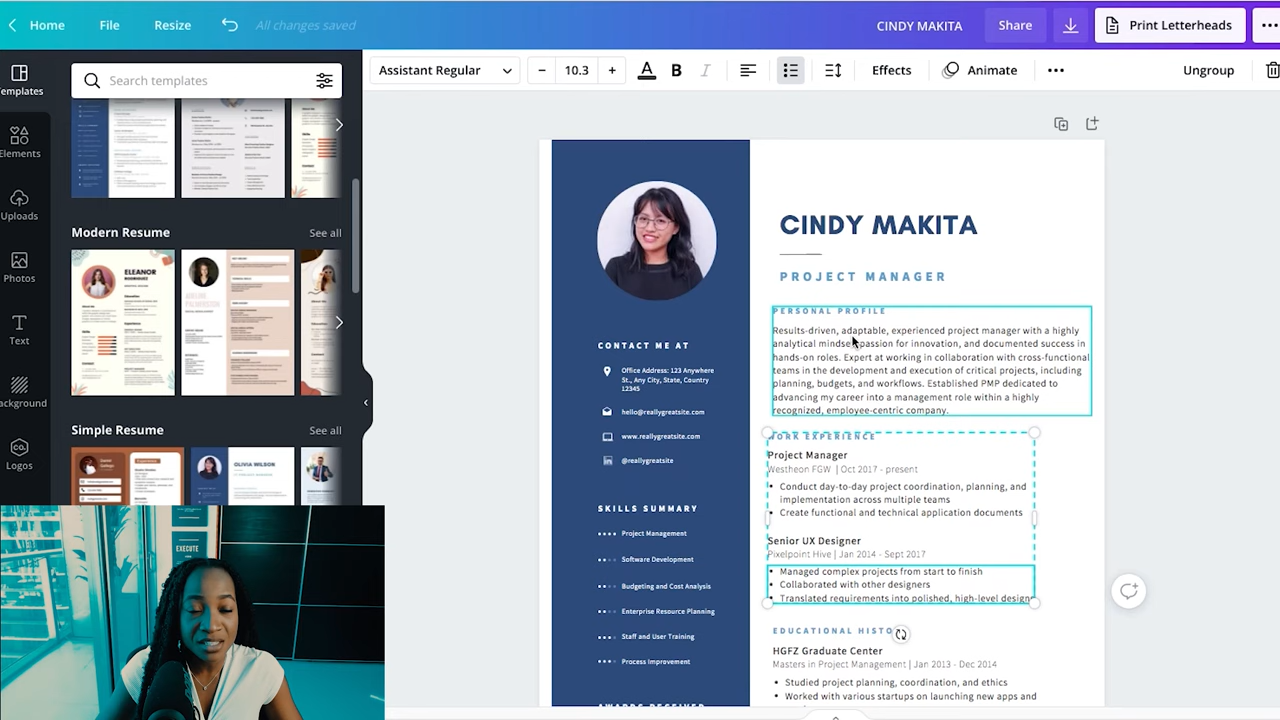 Home File Resize All changes saved CINDY MAKITA Share Print Letterheads
Templates
Uploads
Photos
Text
Logos
Search templates
Modern Resume See all
ELEANOR
Simple Resume See all
OLIVIA WILSON
EXECUTE
Assistant Regular 10.3 A B I Effects Animate Ungroup
CINDY MAKITA
PROJECT MANAGER
PERSONAL PROFILE
Results-driven, adaptable, experienced project manager with a highly
analytical mindset, passion for innovation, and documented success in
hands-on roles. Expert at working in collaboration with cross-functional
teams in the development and execution of critical projects, including
planning, budgets, and workflows. Established PMP dedicated to
advancing my career into a management role within a highly
recognized, employee-centric company.
WORK EXPERIENCE
Project Manager
Westheon FGW | Oct 2017 - present
• Conduct day-to-day project coordination, planning, and
implementation across multiple teams
• Create functional and technical application documents
Senior UX Designer
Pixelpoint Hive | Jan 2014 - Sept 2017
• Managed complex projects from start to finish
• Collaborated with other designers
• Translated requirements into polished, high-level designs
EDUCATIONAL HISTO
HGFZ Graduate Center
Masters in Project Management | Jan 2013 - Dec 2014
• Studied project planning, coordination, and ethics
• Worked with various startups on launching new apps and
CONTACT ME AT
Office Address: 123 Anywhere
St., Any City, State, Country
12345
hello@reallygreatsite.com
www.reallygreatsite.com
@reallygreatsite
SKILLS SUMMARY
Project Management
Software Development
Budgeting and Cost Analysis
Enterprise Resource Planning
Staff and User Training
Process Improvement
AWARDS RECEIVED